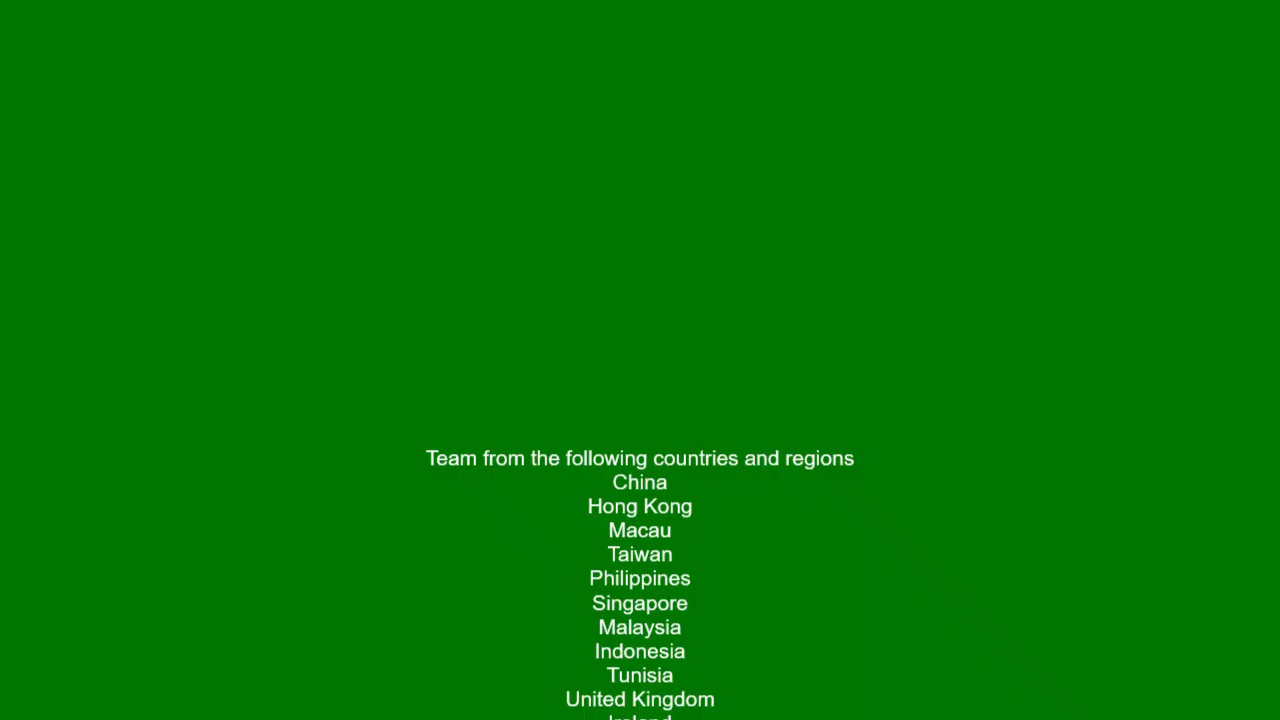 Team from the following countries and regions
China
Hong Kong
Macau
Taiwan
Philippines
Singapore
Malaysia
Indonesia
Tunisia
United Kingdom
Ireland